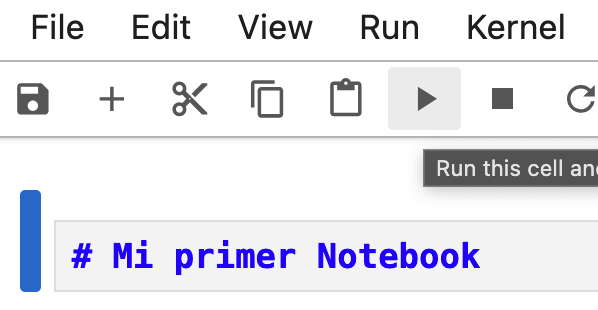 File Edit View Run Kernel
Run this cell and
# Mi primer Notebook